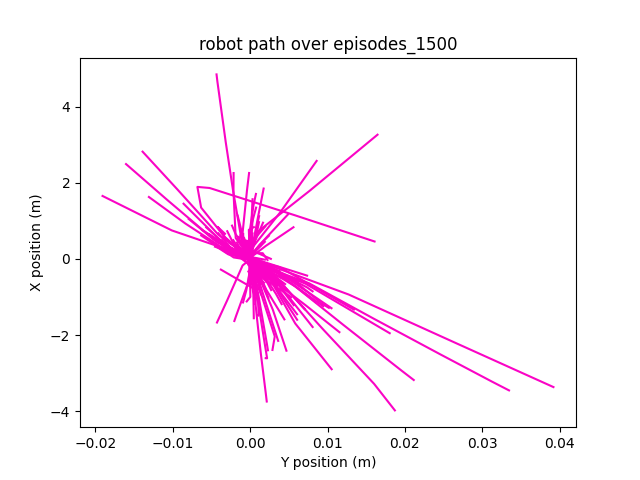 robot path over episodes_1500
X position (m)
4
2
0
−2
−4
−0.02 −0.01 0.00 0.01 0.02 0.03 0.04
Y position (m)